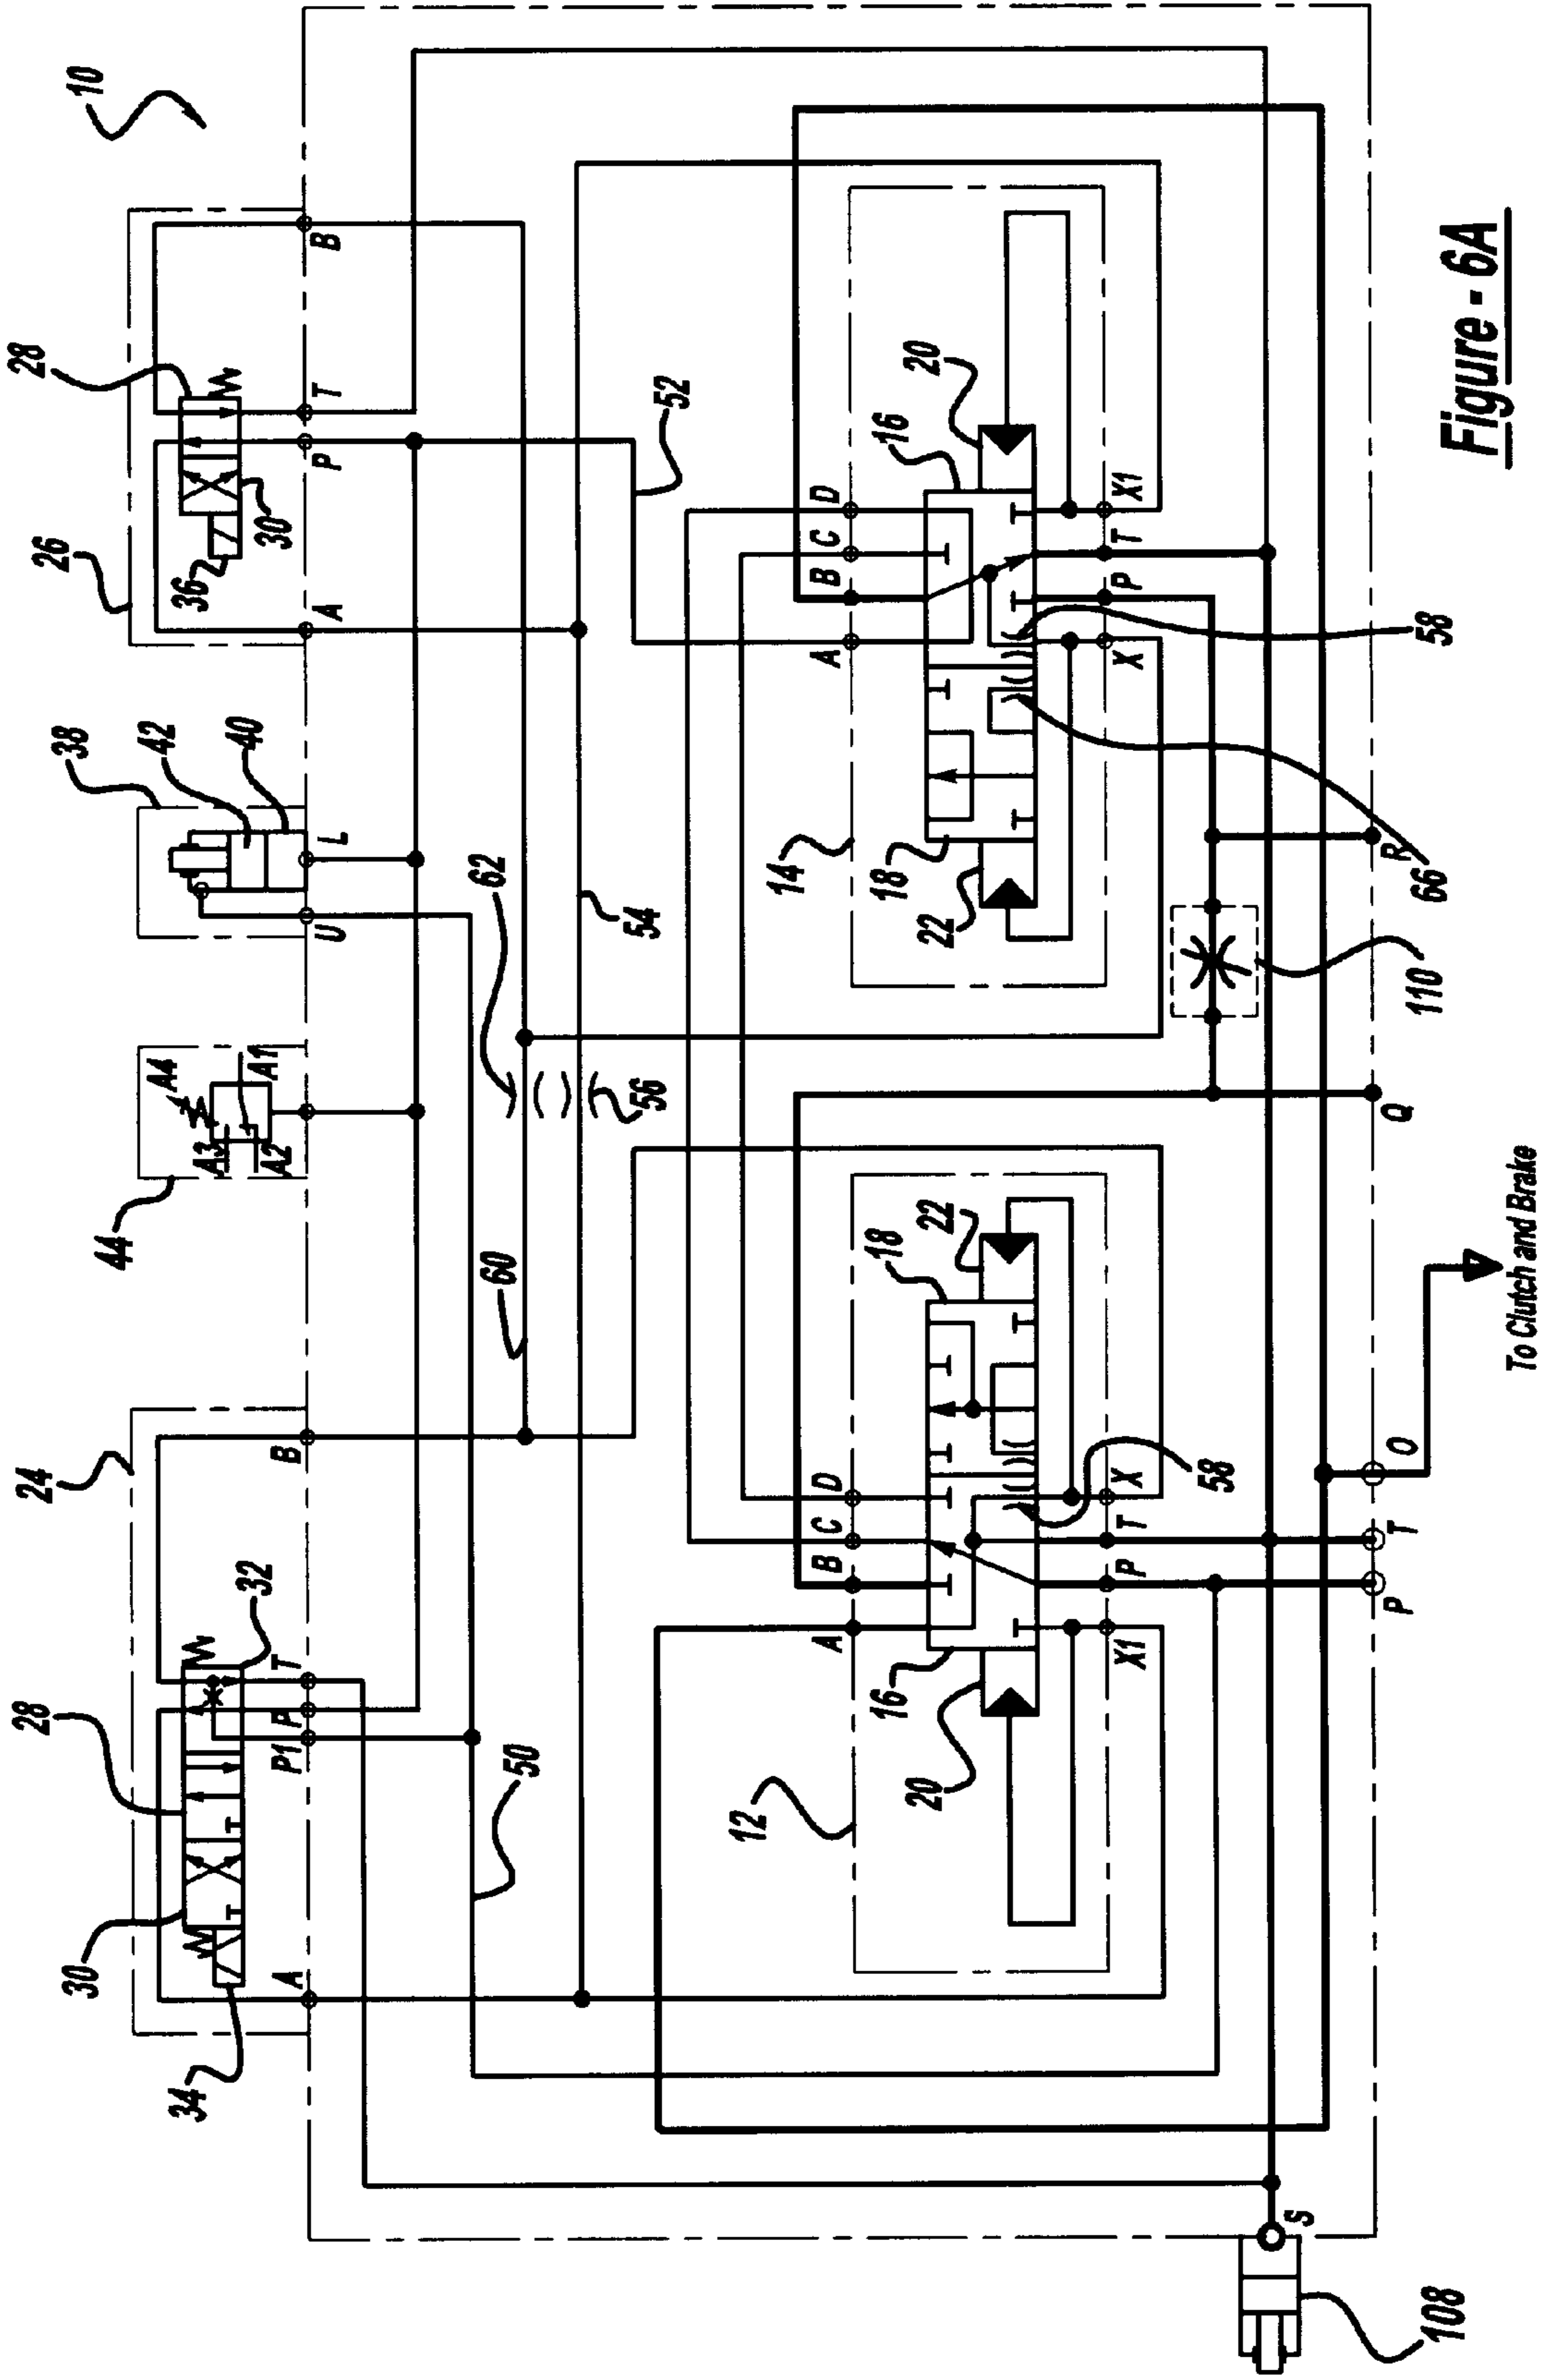 28
24
28
30
44
38
26
10
34
32
A4
A3
A1
A2
42
40
36
30
A
P1
P
T
B
U
L
A
P
T
B
50
60
62
54
52
56
12
14
A
B
C
D
A
B
C
D
16
18
18
16
20
22
22
20
X1
P
T
X
X
P
T
X1
58
58
110
66
S
P
T
O
Q
R
108
To Clutch and Brake
Figure - 6A